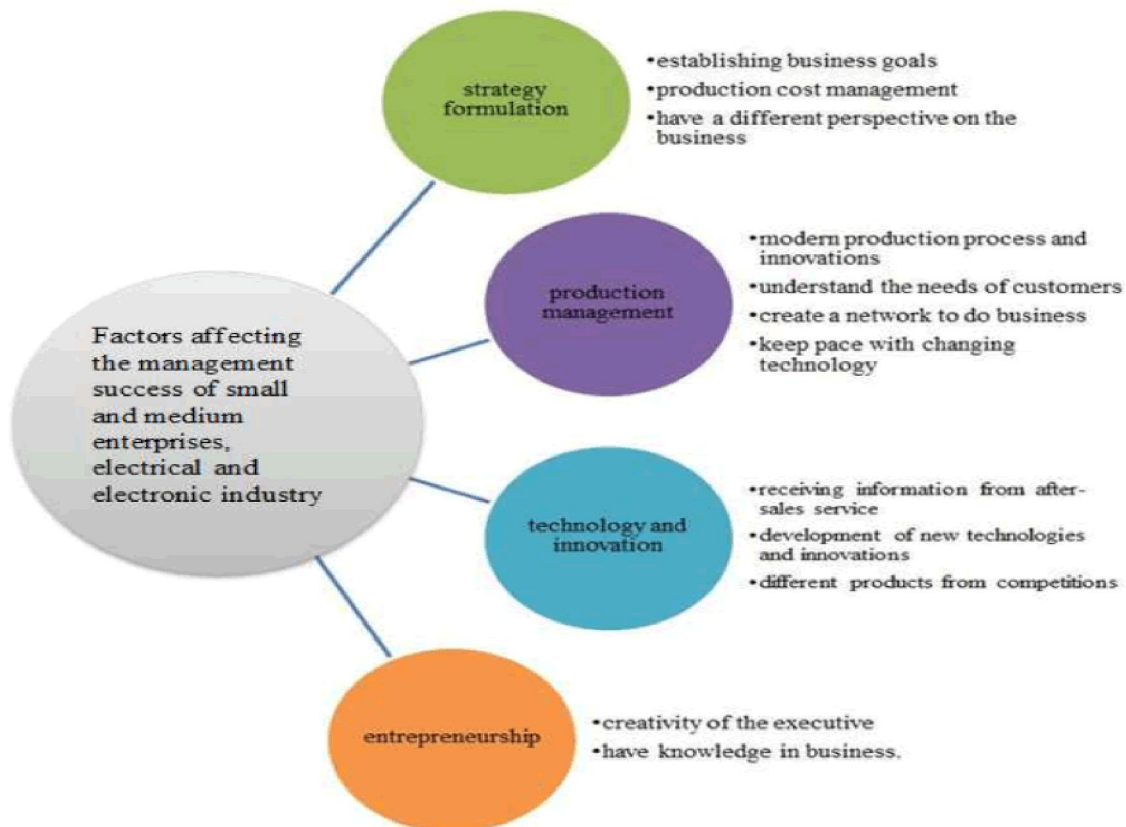 Factors affecting
the management
success of small
and medium
enterprises,
electrical and
electronic industry
strategy
formulation
•establishing business goals
•production cost management
•have a different perspective on the
business
production
management
•modern production process and
innovations
•understand the needs of customers
•create a network to do business
•keep pace with changing
technology
technology and
innovation
•receiving information from after-
sales service
•development of new technologies
and innovations
•different products from competitions
entrepreneurship
•creativity of the executive
•have knowledge in business.